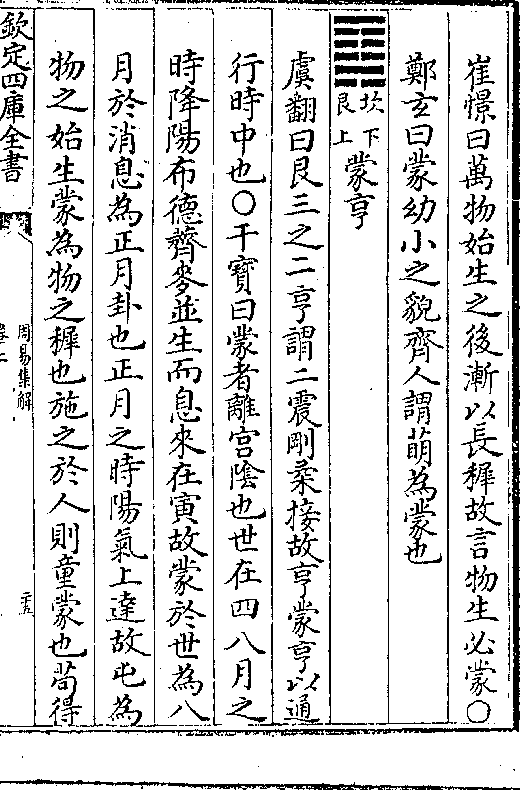 崔憬曰萬物始生之後漸以長穉故言物生必蒙○
鄭玄曰蒙幼小之貌齊人謂萌為蒙也
䷃
坎下
艮上
蒙亨
虞翻曰艮三之二亨謂二震剛柔接故亨蒙亨以通
行時中也○干寶曰蒙者離宮陰也世在四八月之
時降陽布德薺麥並生而息來在寅故蒙於世為八
月於消息為正月卦也正月之時陽氣上達故屯為
物之始生蒙為物之穉也施之於人則童蒙也苟得
欽定四庫全書
周易集解
卷二
二十五